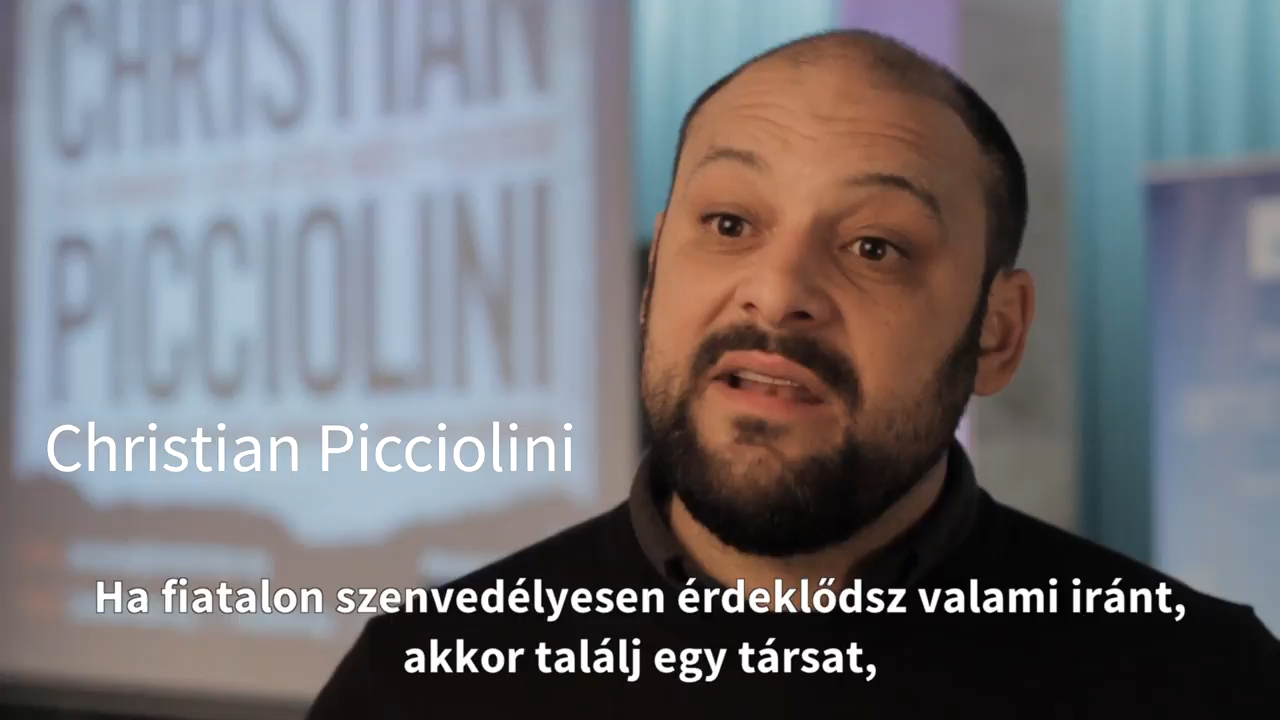 CHRISTIAN
PICCIOLINI
Christian Picciolini
Ha fiatalon szenvedélyesen érdeklődsz valami iránt,
akkor találj egy társat,